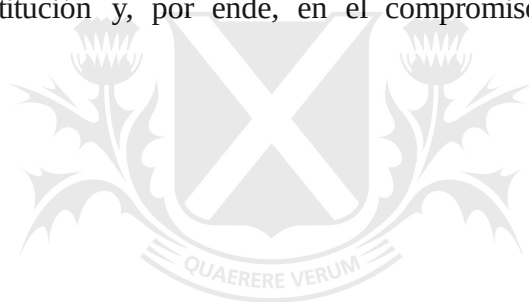 titución y, por ende, en el compromiso
QUAERERE VERUM